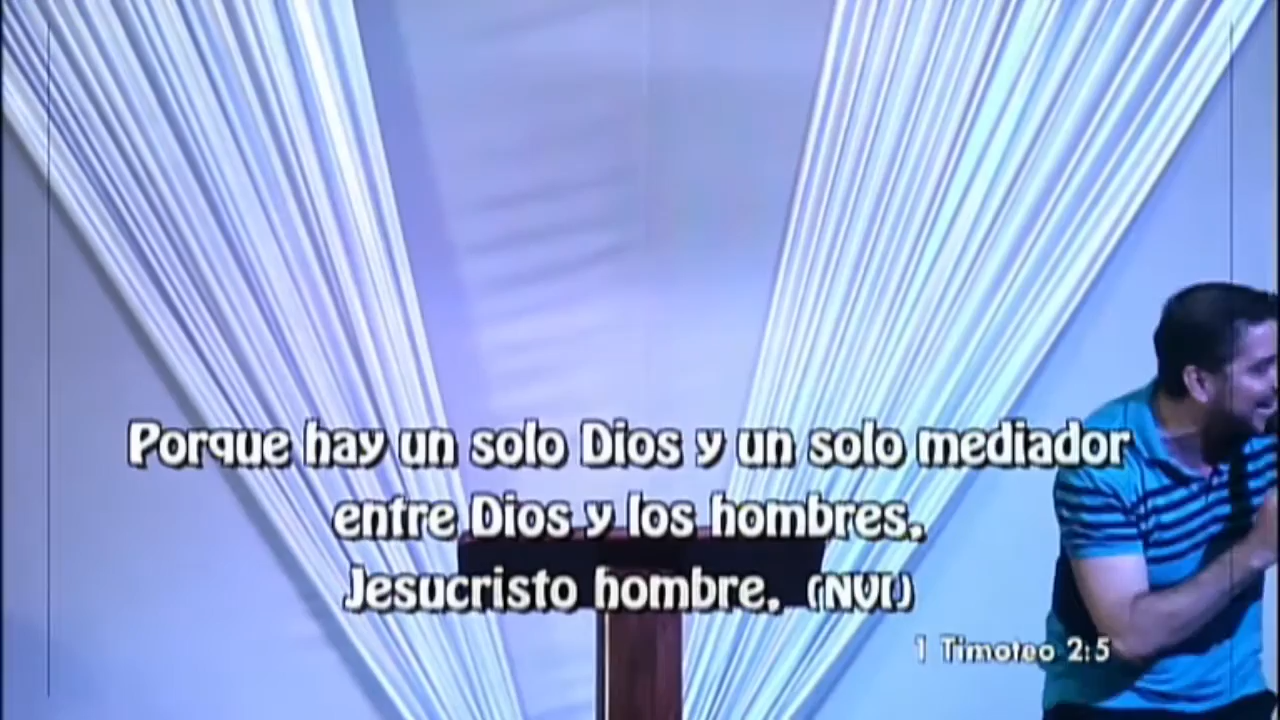 Porque hay un solo Dios y un solo mediador
entre Dios y los hombres,
Jesucristo hombre, (NVI)
1 Timoteo 2:5